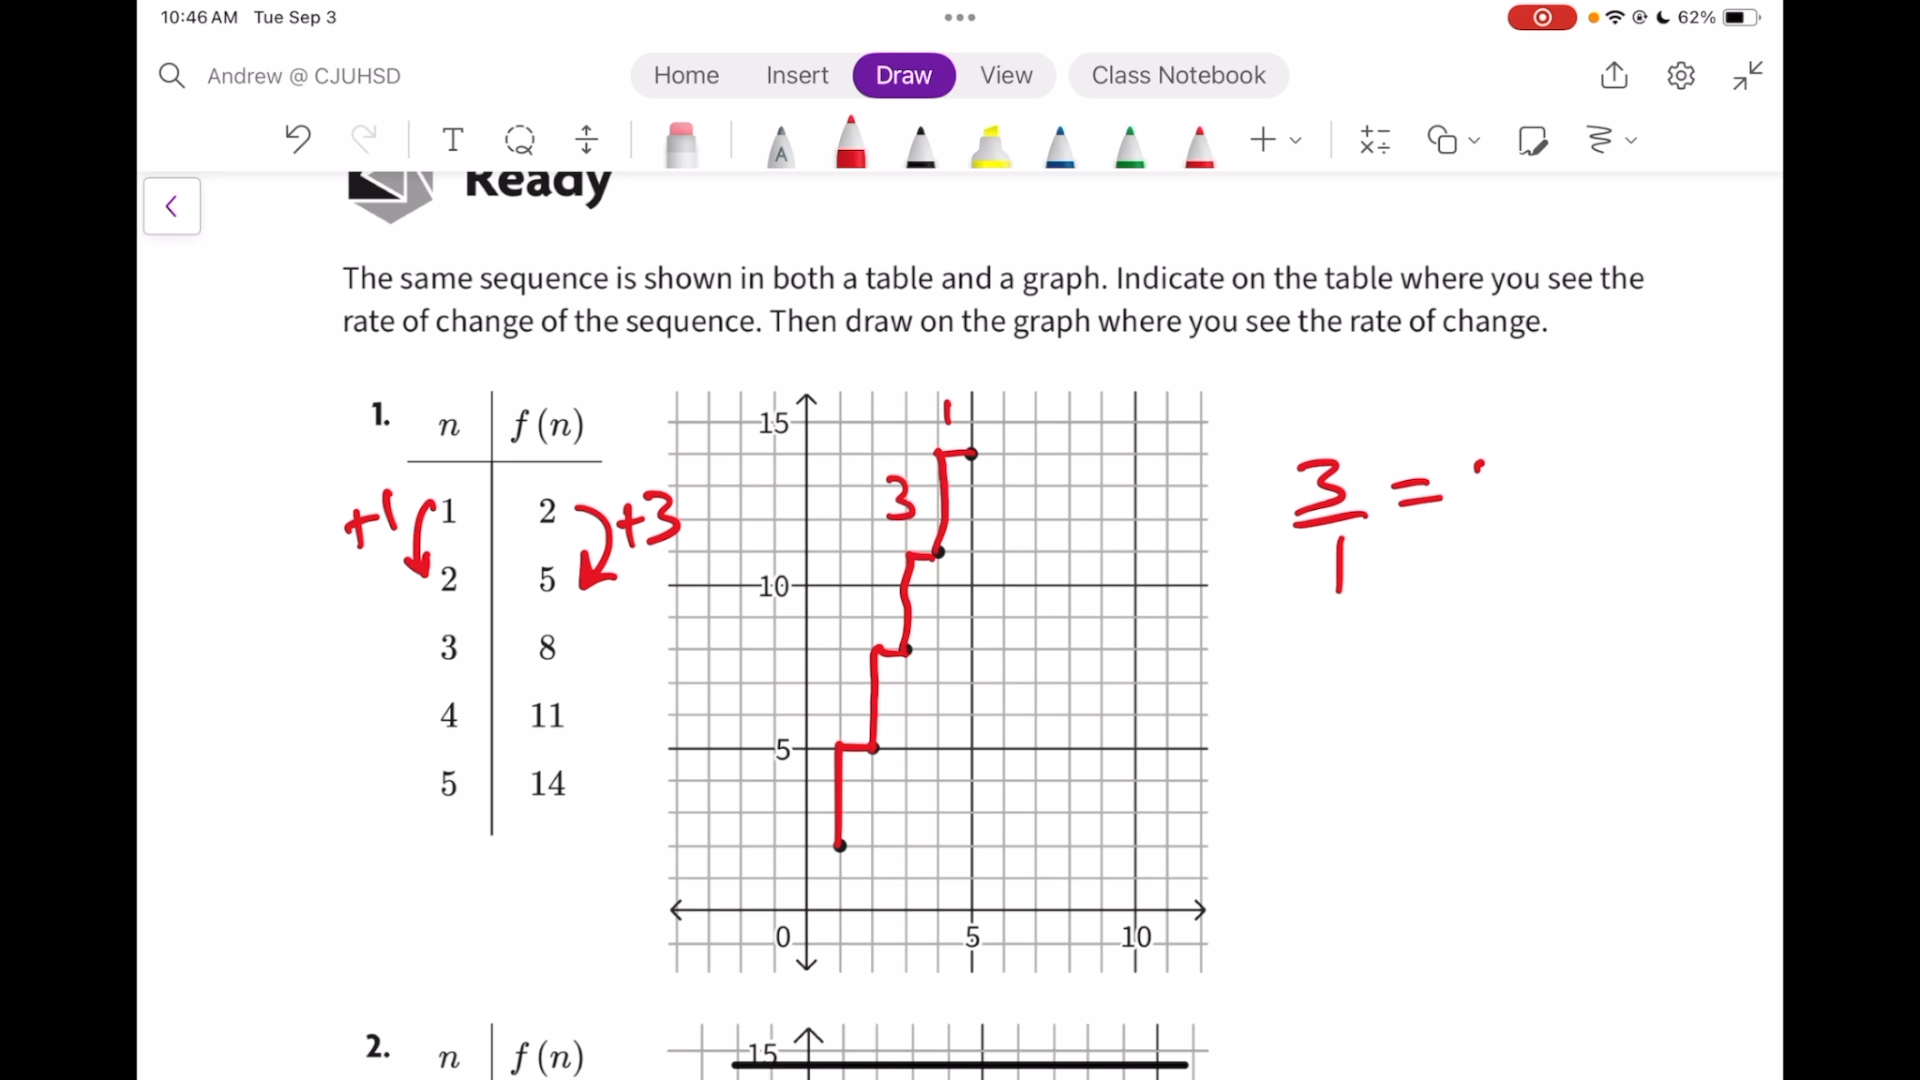 10:46 AM Tue Sep 3
62%
Andrew @ CJUHSD
Home Insert Draw View Class Notebook
T
A
Ready
The same sequence is shown in both a table and a graph. Indicate on the table where you see the
rate of change of the sequence. Then draw on the graph where you see the rate of change.
1. n f(n)
+1 1 2 +3
2 5
3 8
4 11
5 14
15
10
5
0 5 10
1
3
3/1 =
2. n f(n)
15